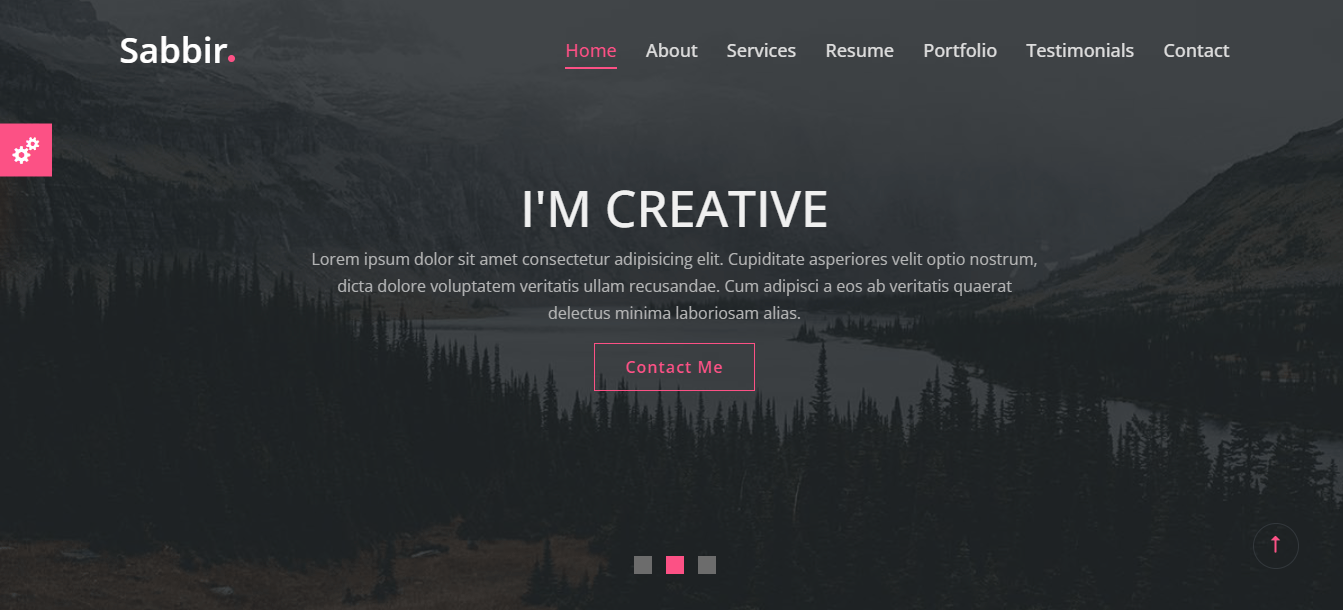 Sabbir.
Home About Services Resume Portfolio Testimonials Contact
I'M CREATIVE
Lorem ipsum dolor sit amet consectetur adipisicing elit. Cupiditate asperiores velit optio nostrum,
dicta dolore voluptatem veritatis ullam recusandae. Cum adipisci a eos ab veritatis quaerat
delectus minima laboriosam alias.
Contact Me